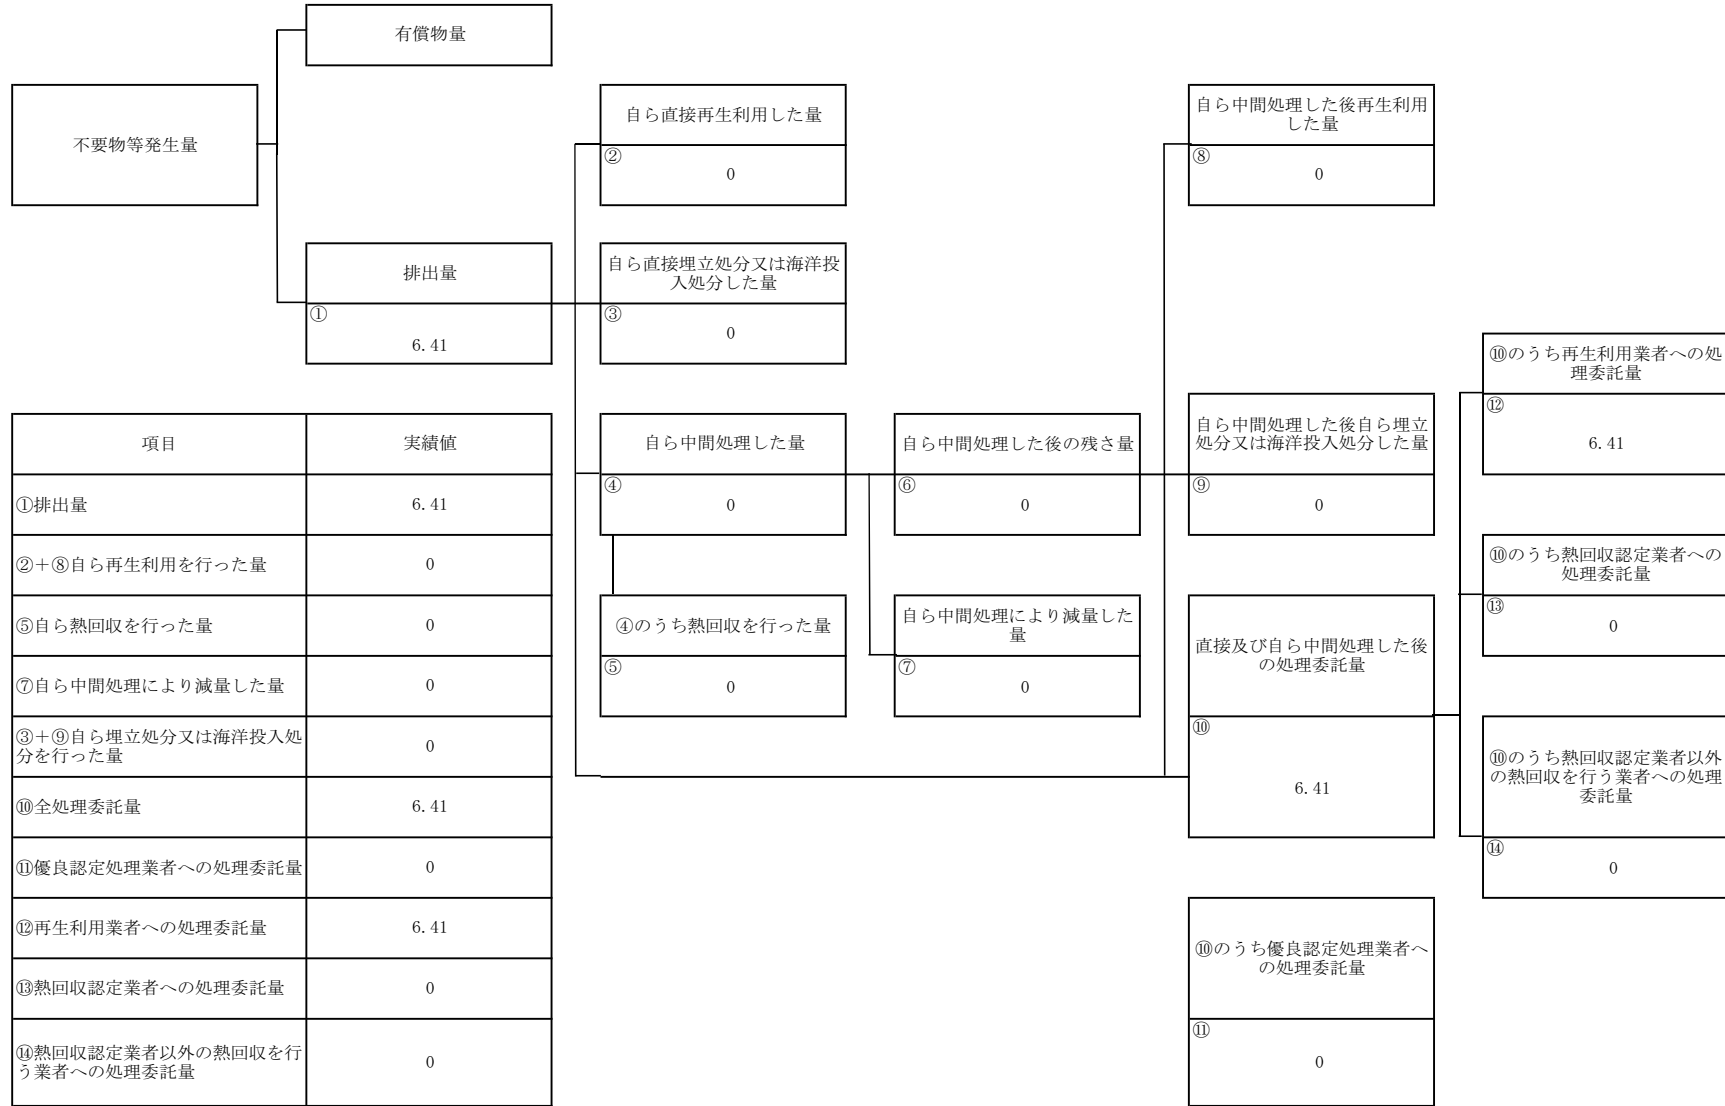 有償物量
不要物等発生量
自ら直接再生利用した量
②
0
自ら中間処理した後再生利用
した量
⑧
0
排出量
①
6.41
自ら直接埋立処分又は海洋投
入処分した量
③
0
⑩のうち再生利用業者への処
理委託量
⑫
6.41
自ら中間処理した量
④
0
自ら中間処理した後の残さ量
⑥
0
自ら中間処理した後自ら埋立
処分又は海洋投入処分した量
⑨
0
⑩のうち熱回収認定業者への
処理委託量
⑬
0
④のうち熱回収を行った量
⑤
0
自ら中間処理により減量した
量
⑦
0
直接及び自ら中間処理した後
の処理委託量
⑩
6.41
⑩のうち熱回収認定業者以外
の熱回収を行う業者への処理
委託量
⑭
0
⑩のうち優良認定処理業者へ
の処理委託量
⑪
0
項目 実績値
①排出量 6.41
②＋⑧自ら再生利用を行った量 0
⑤自ら熱回収を行った量 0
⑦自ら中間処理により減量した量 0
③＋⑨自ら埋立処分又は海洋投入処
分を行った量 0
⑩全処理委託量 6.41
⑪優良認定処理業者への処理委託量 0
⑫再生利用業者への処理委託量 6.41
⑬熱回収認定業者への処理委託量 0
⑭熱回収認定業者以外の熱回収を行
う業者への処理委託量 0